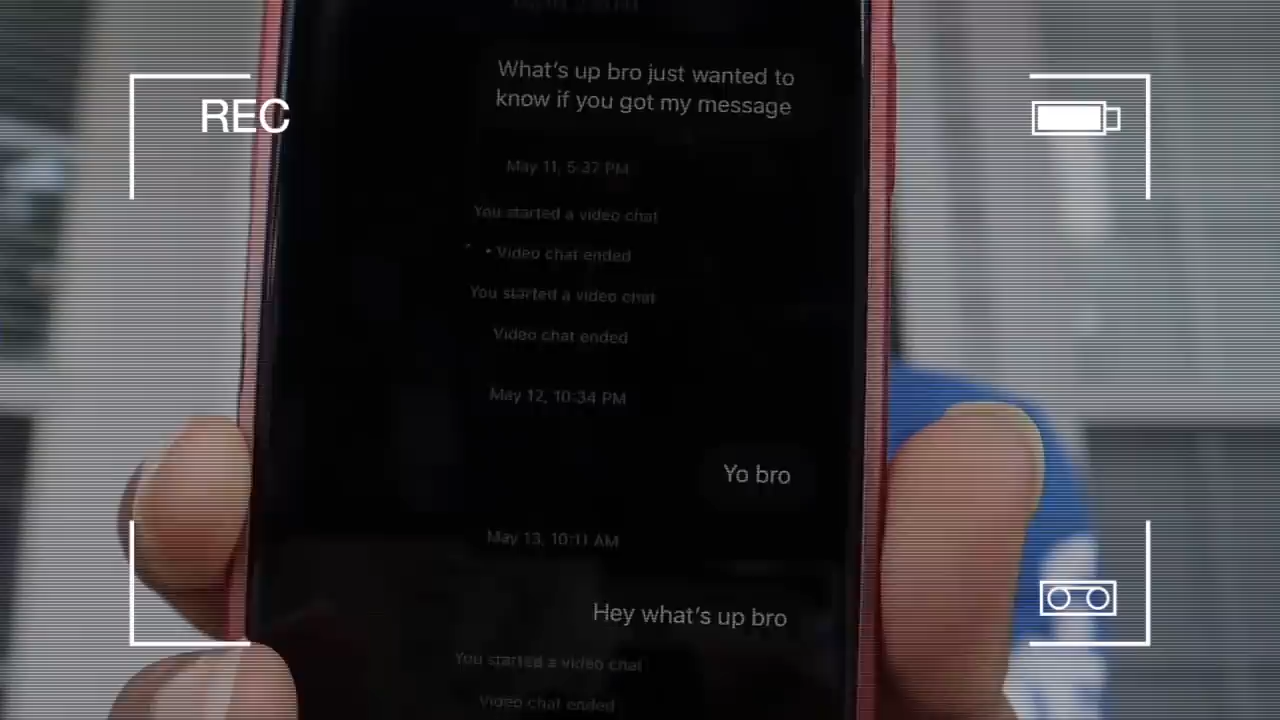 What's up bro just wanted to
know if you got my message
REC
May 11, 5:37 PM
You started a video chat
• Video chat ended
You started a video chat
Video chat ended
May 12, 10:34 PM
Yo bro
May 13, 10:11 AM
Hey what's up bro
You started a video chat
Video chat ended